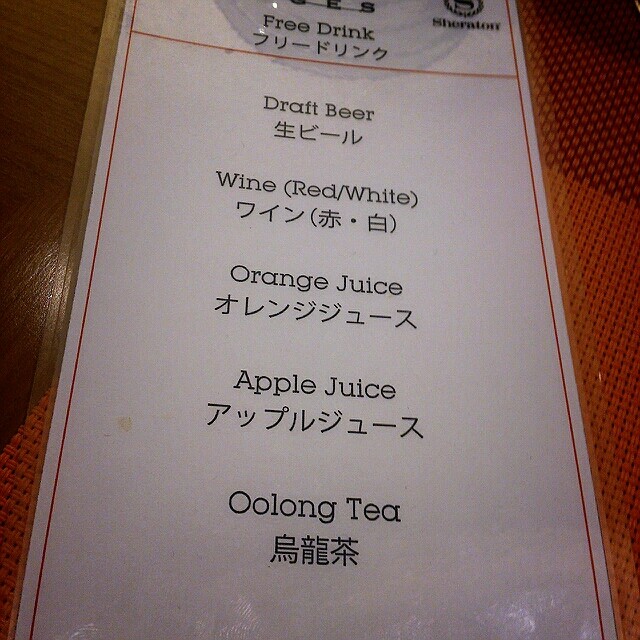 GES
Sheraton
Free Drink
フリードリンク
Draft Beer
生ビール
Wine (Red/White)
ワイン(赤・白)
Orange Juice
オレンジジュース
Apple Juice
アップルジュース
Oolong Tea
烏龍茶